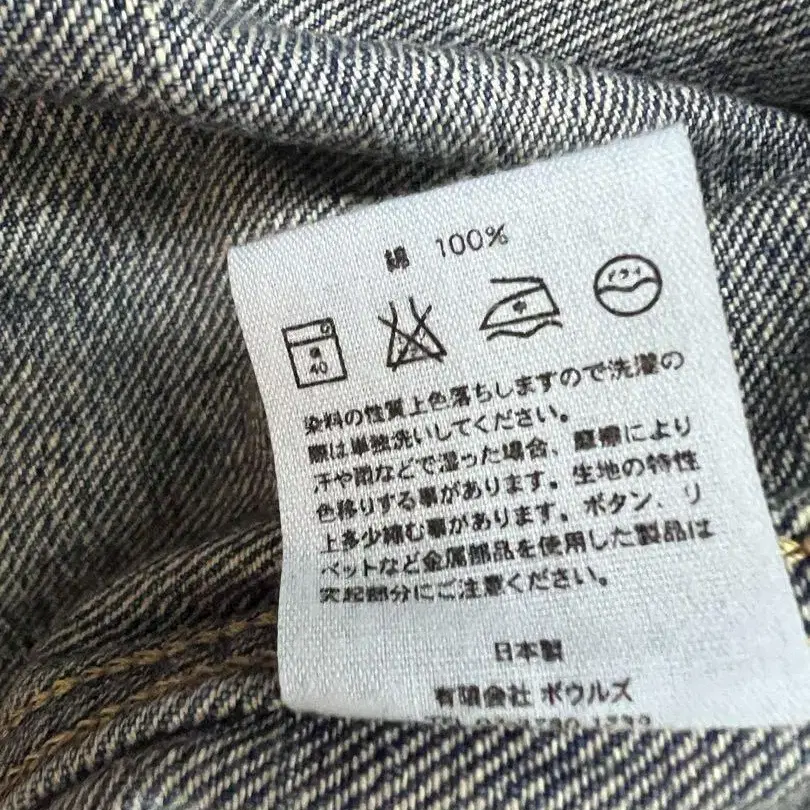 綿 100%
弱
40
中
ドライ
染料の性質上色落ちしますので洗濯の
際は単独洗いしてください。
汗や雨などで湿った場合、摩擦により
色移りする事があります。生地の特性
上多少縮む事があります。ボタン、リ
ベットなど金属部品を使用した製品は
突起部分にご注意ください。
日本製
有限会社 ボウルズ